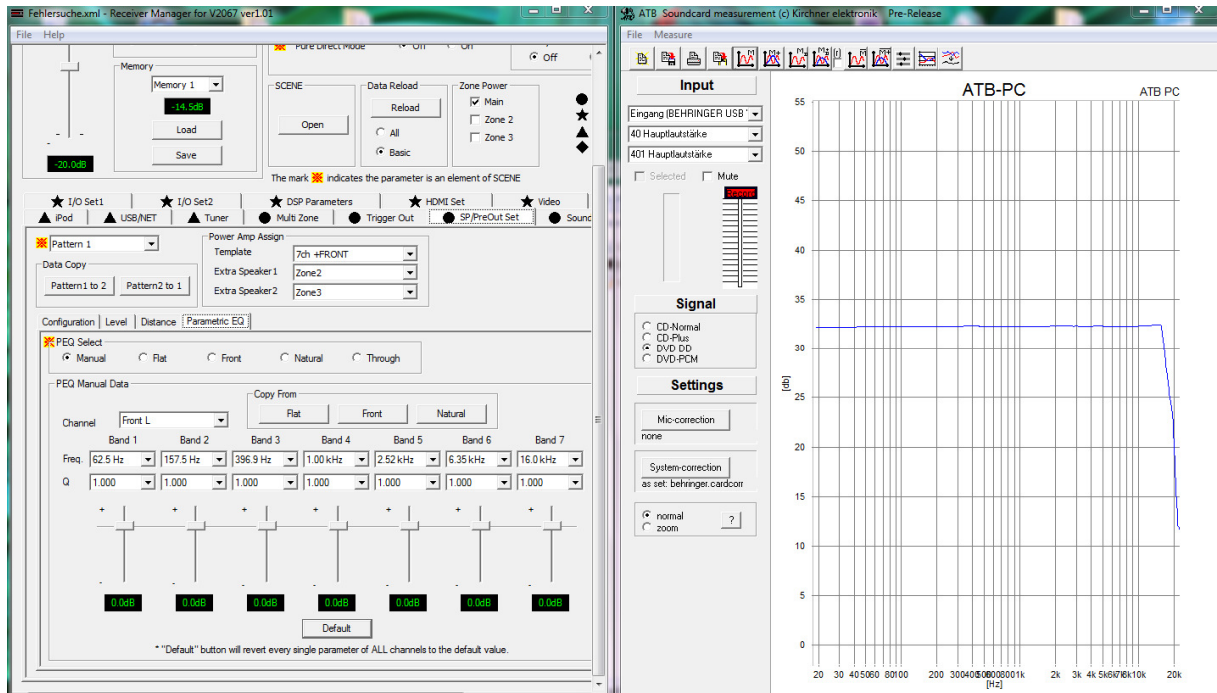 Fehlersuche.xml - Receiver Manager for V2067 ver1.01
File Help
Pure Direct Mode
Off On
Off
Memory
Memory 1
-14.5dB
Load
Save
-20.0dB
SCENE
Open
Data Reload
Reload
All
Basic
Zone Power
Main
Zone 2
Zone 3
The mark ※ indicates the parameter is an element of SCENE
★ I/O Set1 ★ I/O Set2 ★ DSP Parameters ★ HDMI Set ★ Video
▲ iPod ▲ USB/NET ▲ Tuner ● Multi Zone ● Trigger Out ● SP/PreOut Set ● Sound
※ Pattern 1
Data Copy
Pattern1 to 2 Pattern2 to 1
Power Amp Assign
Template 7ch +FRONT
Extra Speaker1 Zone2
Extra Speaker2 Zone3
Configuration Level Distance Parametric EQ
※ PEQ Select
Manual Flat Front Natural Through
PEQ Manual Data
Copy From
Flat Front Natural
Channel Front L
Band 1 Band 2 Band 3 Band 4 Band 5 Band 6 Band 7
Freq. 62.5 Hz 157.5 Hz 396.9 Hz 1.00 kHz 2.52 kHz 6.35 kHz 16.0 kHz
Q 1.000 1.000 1.000 1.000 1.000 1.000 1.000
+ + + + + + +
- - - - - - -
0.0dB 0.0dB 0.0dB 0.0dB 0.0dB 0.0dB 0.0dB
Default
* "Default" button will revert every single parameter of ALL channels to the default value.
ATB Soundcard measurement (c) Kirchner elektronik Pre-Release
File Measure
Input
Eingang (BEHRINGER USB
40 Hauptlautstärke
401 Hauptlautstärke
Selected Mute
Record
Signal
CD-Normal
CD-Plus
DVD DD
DVD-PCM
Settings
Mic-correction
none
System-correction
as set: behringer.cardcorr
normal
zoom
?
ATB-PC
ATB PC
55
50
45
40
35
30
[db]
25
20
15
10
5
0
20 30 40 50 60 80 100 200 300 400 500 600 800 1k 2k 3k 4k 5k 6k 7k 8k 10k 20k
[Hz]